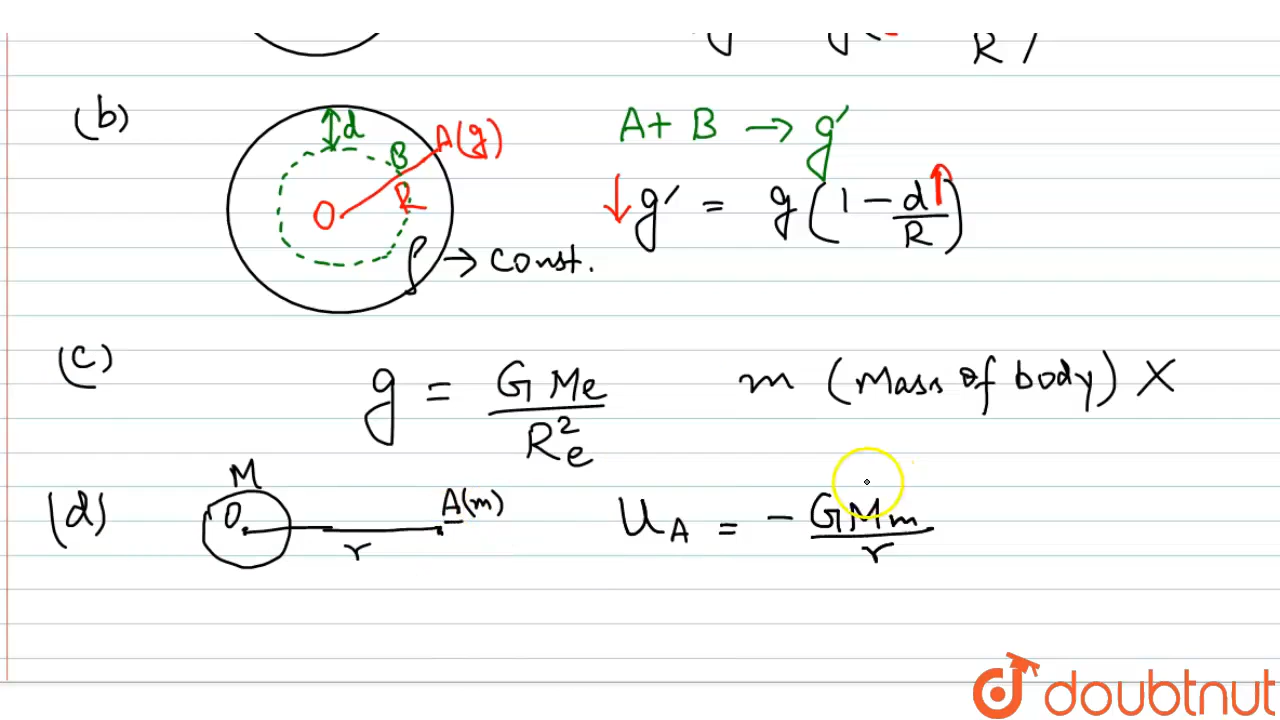 R
(b)
d
B
A(g)
O
R
ρ → const.
A+ B → g'
↓ g' = g(1 - d↑/R)
(c)
g = GMe/Re²
m (Mass of body) X
(d)
M
O
r
A(m)
U_A = - GMm/r
doubtnut